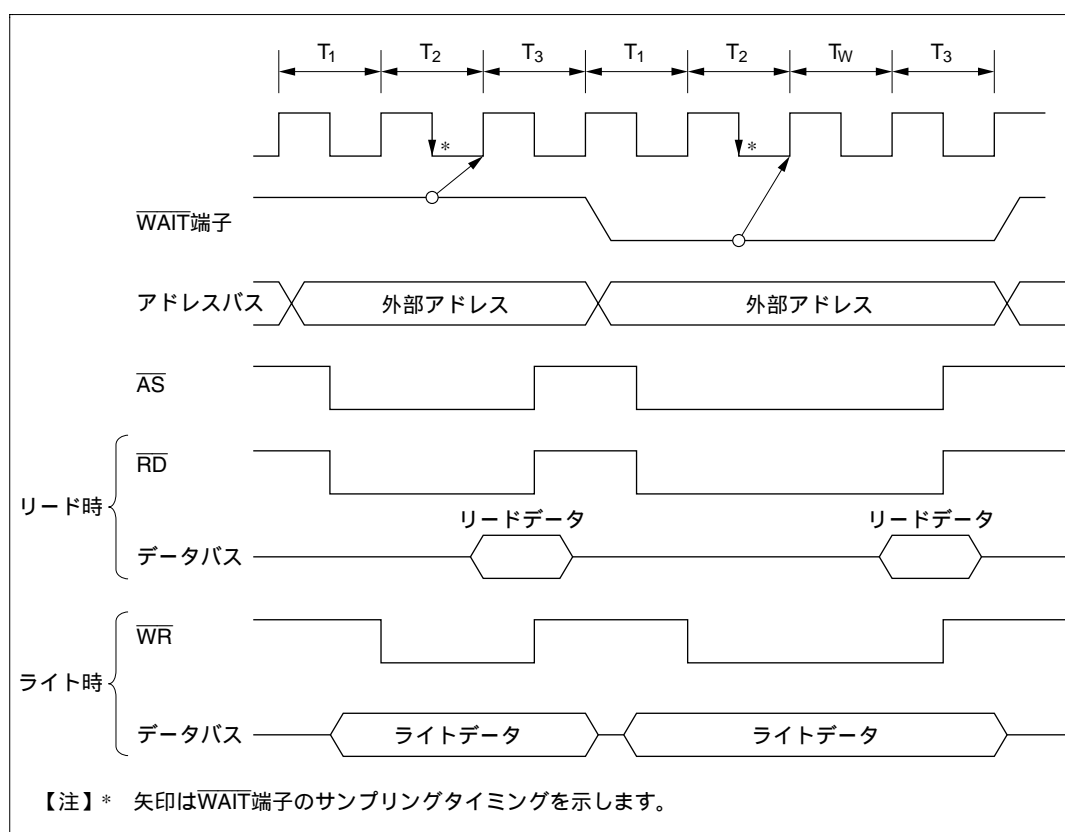 T₁ T₂ T₃ T₁ T₂ Tw T₃
*
*
WAIT端子
アドレスバス 外部アドレス 外部アドレス
AS
リード時
RD
リードデータ リードデータ
データバス
ライト時
WR
データバス ライトデータ ライトデータ
【注】* 矢印はWAIT端子のサンプリングタイミングを示します。